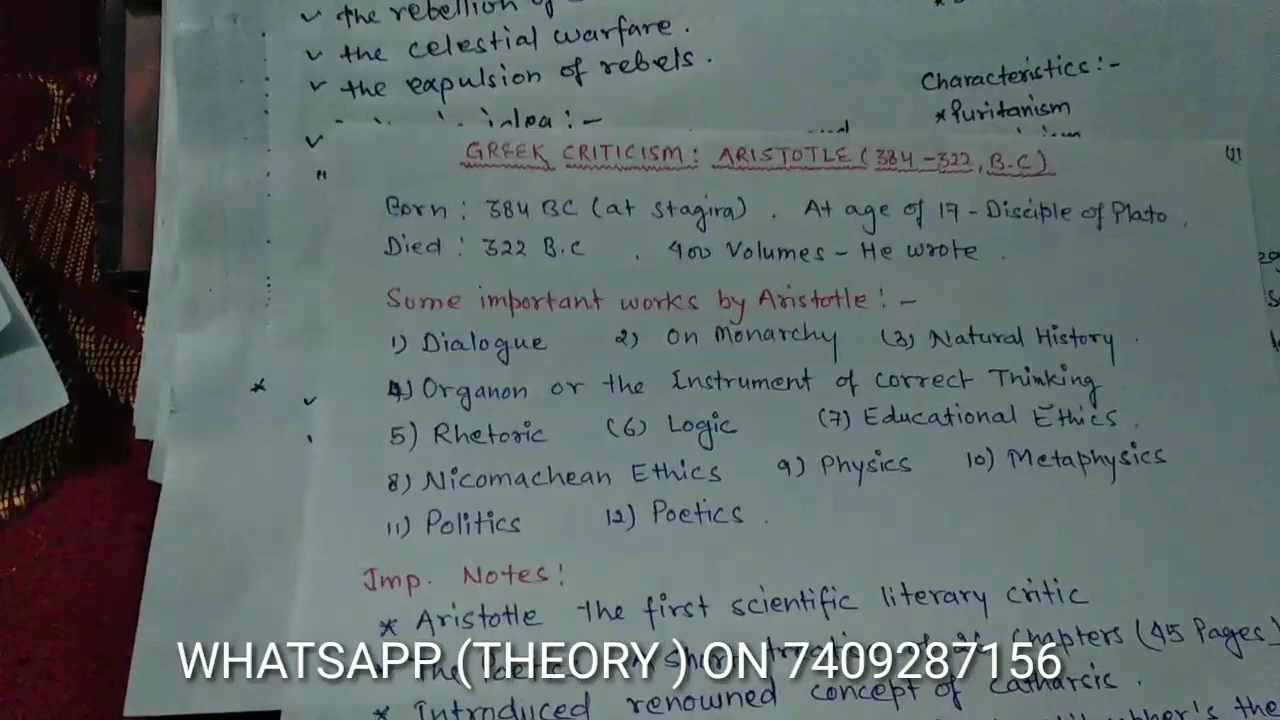 the rebellion of
the celestial warfare.
the expulsion of rebels.
Characteristics:-
* Puritanism
GREEK CRITICISM: ARISTOTLE (384-322, B.C)
Born: 384 BC (at Stagira). At age of 17 - Disciple of Plato.
Died: 322 B.C. 400 Volumes - He wrote.
Some important works by Aristotle:-
1) Dialogue 2) on Monarchy (3) Natural History.
4) Organon or the Instrument of correct Thinking
5) Rhetoric (6) Logic (7) Educational Ethics.
8) Nicomachean Ethics 9) Physics 10) Metaphysics
11) Politics 12) Poetics.
Imp. Notes:
* Aristotle the first scientific literary critic
chapters (45 Pages)
WHATSAPP (THEORY ) ON 7409287156
* Introduced renowned concept of Catharsis.